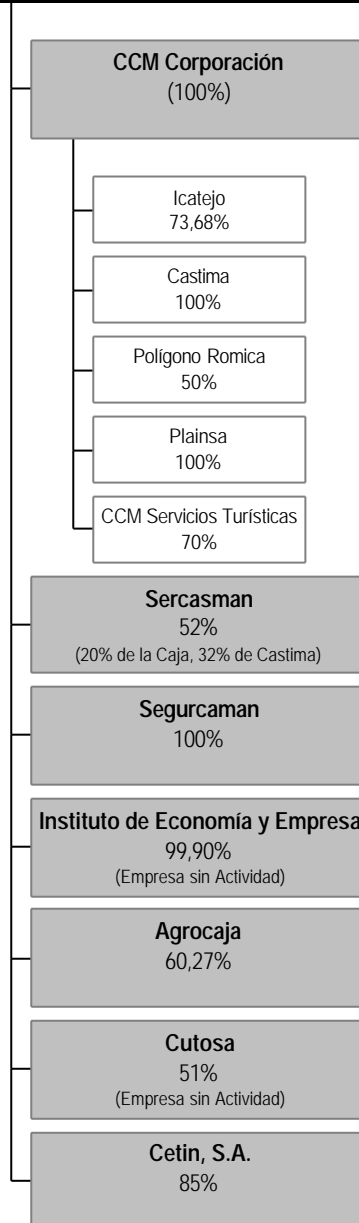 CCM Corporación
(100%)
Icatejo
73,68%
Castima
100%
Polígono Romica
50%
Plainsa
100%
CCM Servicios Turísticas
70%
Sercasman
52%
(20% de la Caja, 32% de Castima)
Segurcaman
100%
Instituto de Economía y Empresa
99,90%
(Empresa sin Actividad)
Agrocaja
60,27%
Cutosa
51%
(Empresa sin Actividad)
Cetin, S.A.
85%